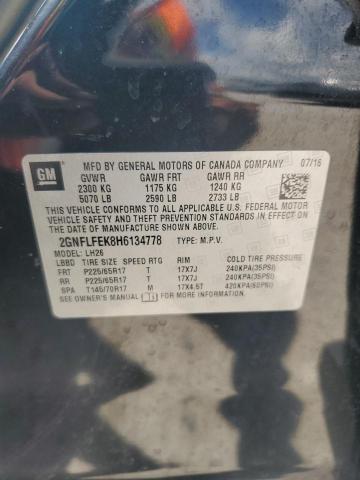 GM
MFD BY GENERAL MOTORS OF CANADA COMPANY 07/16
GVWR GAWR FRT GAWR RR
2300 KG 1175 KG 1240 KG
5070 LB 2590 LB 2733 LB
THIS VEHICLE CONFORMS TO ALL APPLICABLE U.S. FEDERAL MOTOR
VEHICLE SAFETY AND THEFT PREVENTION STANDARDS IN EFFECT ON THE
DATE OF MANUFACTURE SHOWN ABOVE.
2GNFLFEK8H6134778 TYPE: M.P.V.
MODEL: LH26
LBBD TIRE SIZE SPEED RTG RIM COLD TIRE PRESSURE
FRT P225/65R17 T 17X7J 240KPA(35PSI)
RR P225/65R17 T 17X7J 240KPA(35PSI)
SPA T145/70R17 M 17X4.5T 420KPA(60PSI)
SEE OWNER'S MANUAL FOR ADDITIONAL INFORMATION